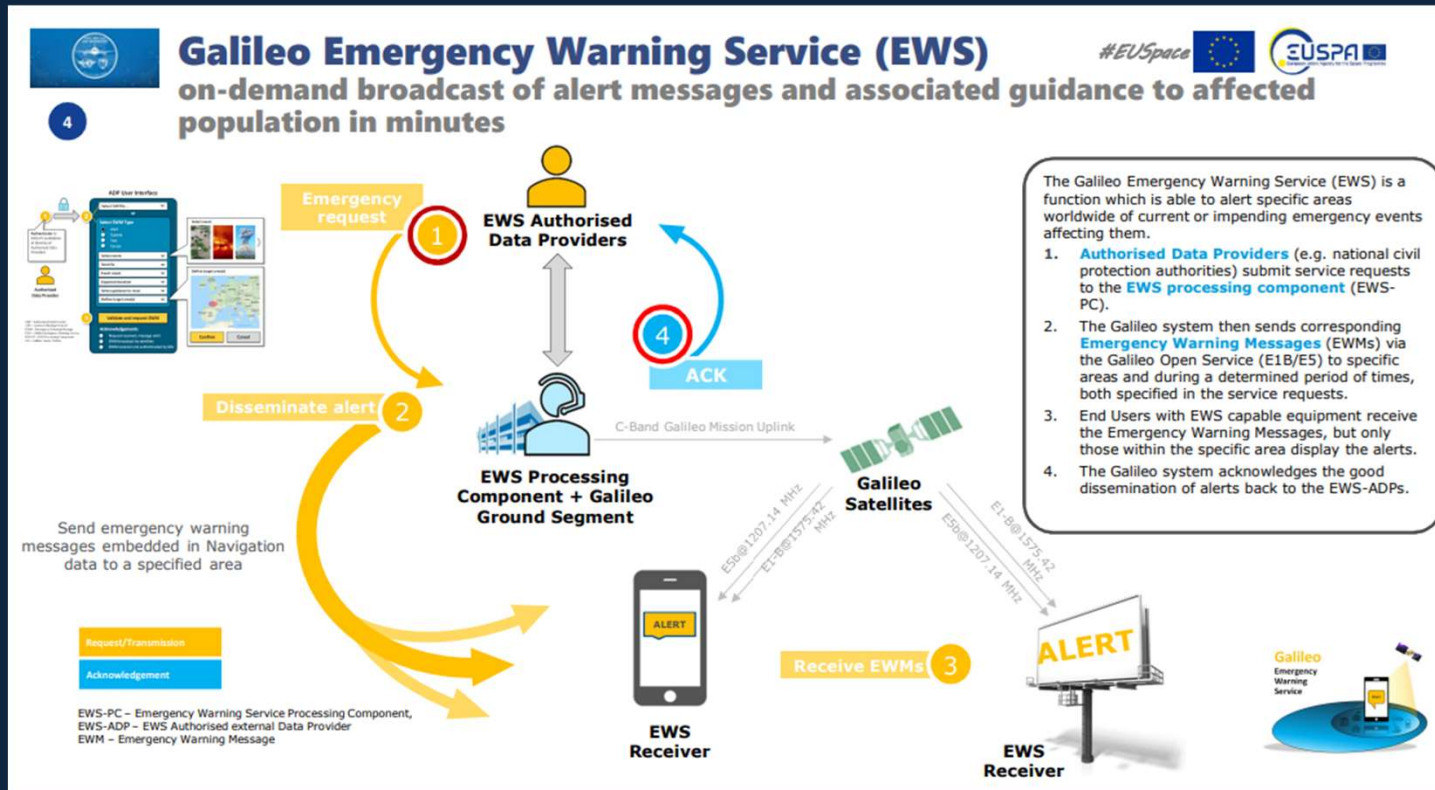 Galileo Emergency Warning Service (EWS)
#EUSpace
EUSPA
on-demand broadcast of alert messages and associated guidance to affected
population in minutes
4
ADP User Interface
Emergency
request
1
EWS Authorised
Data Providers
4
ACK
Disseminate alert
2
C-Band Galileo Mission Uplink
EWS Processing
Component + Galileo
Ground Segment
Galileo
Satellites
Send emergency warning
messages embedded in Navigation
data to a specified area
E5b@1207.14 MHz
E1-B@1575.42
MHz
E1-B@1575.42
MHz
E5b@1207.14 MHz
ALERT
EWS
Receiver
Receive EWMs
3
ALERT
EWS
Receiver
Request/Transmission
Acknowledgement
EWS-PC – Emergency Warning Service Processing Component,
EWS-ADP – EWS Authorised external Data Provider
EWM – Emergency Warning Message
The Galileo Emergency Warning Service (EWS) is a
function which is able to alert specific areas
worldwide of current or impending emergency events
affecting them.
1. Authorised Data Providers (e.g. national civil
protection authorities) submit service requests
to the EWS processing component (EWS-
PC).
2. The Galileo system then sends corresponding
Emergency Warning Messages (EWMs) via
the Galileo Open Service (E1B/E5) to specific
areas and during a determined period of times,
both specified in the service requests.
3. End Users with EWS capable equipment receive
the Emergency Warning Messages, but only
those within the specific area display the alerts.
4. The Galileo system acknowledges the good
dissemination of alerts back to the EWS-ADPs.
Galileo
Emergency
Warning
Service